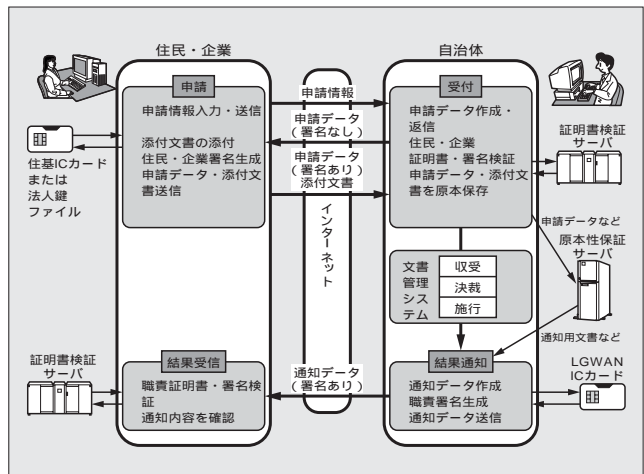 住民・企業
自治体
申請
申請情報入力・送信
添付文書の添付
住民・企業署名生成
申請データ・添付文
書送信
住基ICカード
または
法人鍵
ファイル
申請情報
申請データ
(署名なし)
申請データ
(署名あり)
添付文書
インターネット
受付
申請データ作成・
返信
住民・企業
証明書・署名検証
申請データ・添付文
書を原本保存
証明書検証
サーバ
申請データなど
原本性保証
サーバ
文書
管理
シス
テム
収受
決裁
施行
通知用文書など
証明書検証
サーバ
結果受信
職責証明書・署名検
証
通知内容を確認
通知データ
(署名あり)
結果通知
通知データ作成
職責署名生成
通知データ送信
LGWAN
ICカード